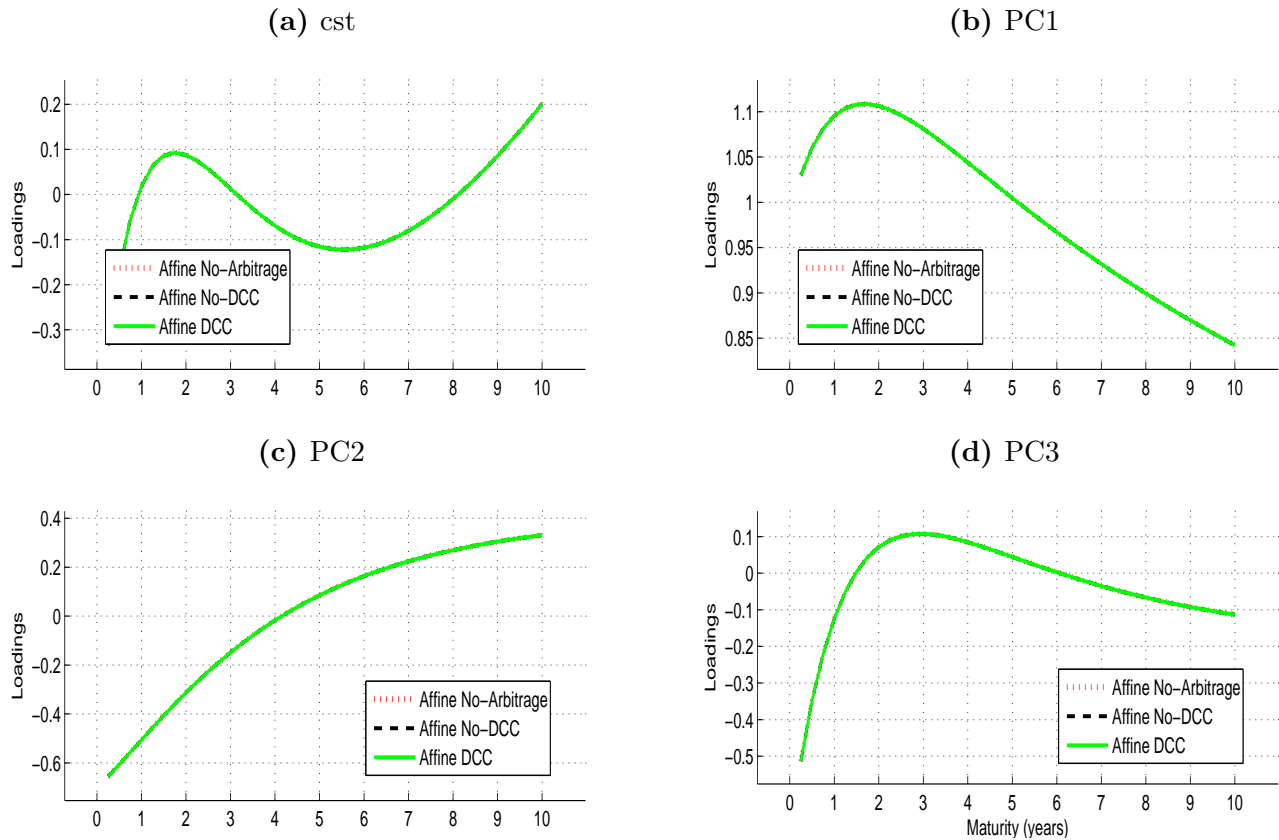 (a) cst
0.2
0.1
0
−0.1
−0.2
−0.3
Loadings
Affine No−Arbitrage
Affine No−DCC
Affine DCC
0 1 2 3 4 5 6 7 8 9 10
(b) PC1
1.1
1.05
1
0.95
0.9
0.85
Loadings
Affine No−Arbitrage
Affine No−DCC
Affine DCC
0 1 2 3 4 5 6 7 8 9 10
(c) PC2
0.4
0.2
0
−0.2
−0.4
−0.6
Loadings
Affine No−Arbitrage
Affine No−DCC
Affine DCC
0 1 2 3 4 5 6 7 8 9 10
(d) PC3
0.1
0
−0.1
−0.2
−0.3
−0.4
−0.5
Loadings
Affine No−Arbitrage
Affine No−DCC
Affine DCC
0 1 2 3 4 5 6 7 8 9 10
Maturity (years)